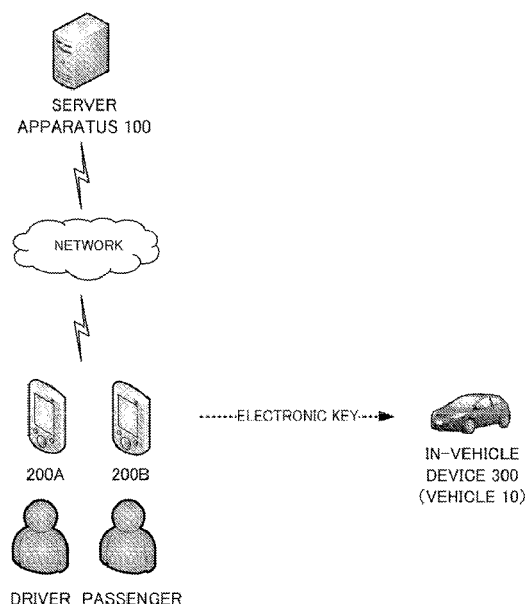 SERVER
APPARATUS 100
NETWORK
200A
200B
ELECTRONIC KEY
IN-VEHICLE
DEVICE 300
(VEHICLE 10)
DRIVER
PASSENGER